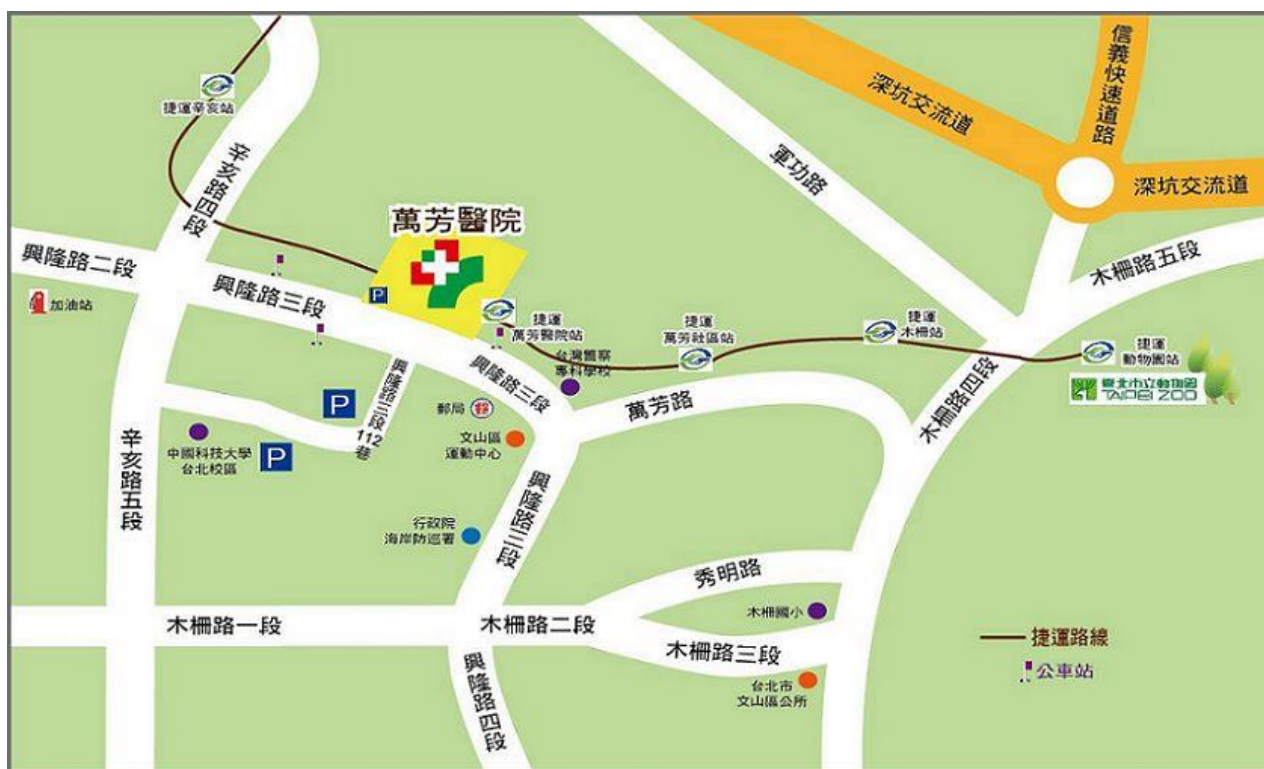 信義快速道路
深坑交流道
捷運辛亥站
辛亥路四段
軍功路
深坑交流道
萬芳醫院
興隆路二段
木柵路五段
加油站
P
興隆路三段
捷運
萬芳醫院站
捷運
萬芳社區站
捷運
木柵站
捷運
動物園站
台灣警察
專科學校
興隆路三段
臺北市立動物園
TAIPEI ZOO
興隆路三段112巷
P
郵局
萬芳路
木柵路四段
文山區
運動中心
中國科技大學
台北校區
P
辛亥路五段
興隆路三段
行政院
海岸防巡署
秀明路
木柵國小
木柵路一段
木柵路二段
木柵路三段
捷運路線
公車站
興隆路四段
台北市
文山區公所